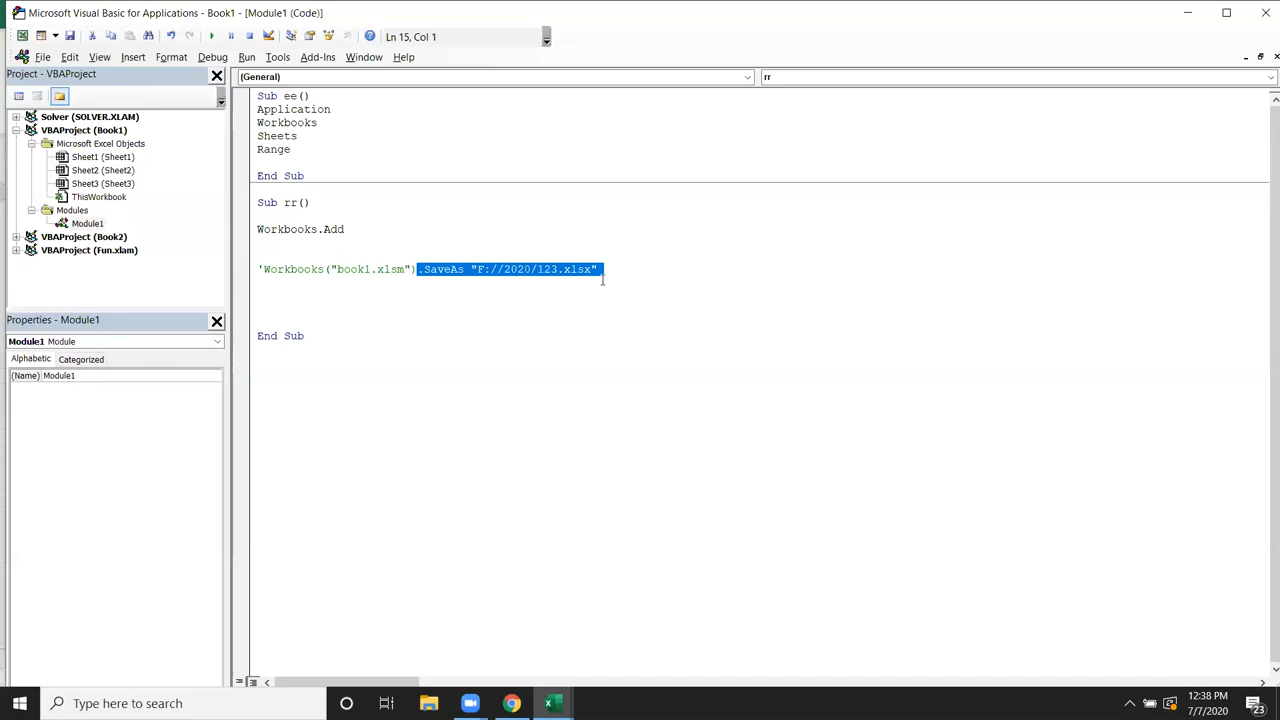 Microsoft Visual Basic for Applications - Book1 - [Module1 (Code)]
Ln 15, Col 1
File Edit View Insert Format Debug Run Tools Add-Ins Window Help
Project - VBAProject
(General)
rr
Solver (SOLVER.XLAM)
VBAProject (Book1)
Microsoft Excel Objects
Sheet1 (Sheet1)
Sheet2 (Sheet2)
Sheet3 (Sheet3)
ThisWorkbook
Modules
Module1
VBAProject (Book2)
VBAProject (Fun.xlam)
Properties - Module1
Module1 Module
Alphabetic Categorized
(Name) Module1
Sub ee()
Application
Workbooks
Sheets
Range
End Sub
Sub rr()
Workbooks.Add
'Workbooks("book1.xlsm").SaveAs "F://2020/123.xlsx"
End Sub
Type here to search
12:38 PM
7/7/2020
23